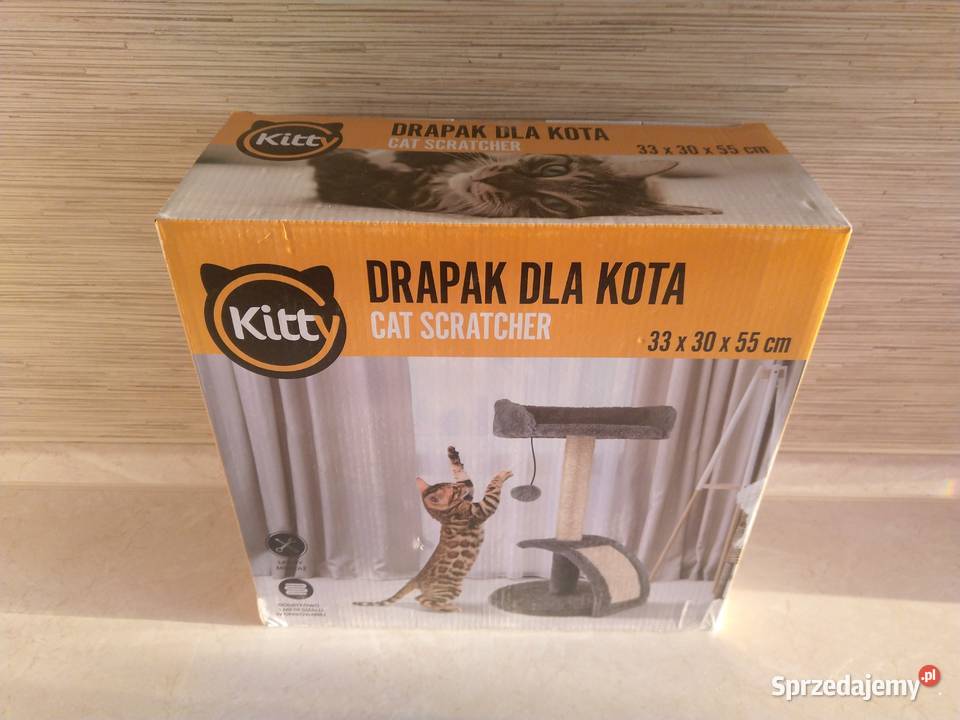 Kitty
DRAPAK DLA KOTA
CAT SCRATCHER
33 x 30 x 55 cm
Kitty
DRAPAK DLA KOTA
CAT SCRATCHER
33 x 30 x 55 cm
Sprzedajemy.pl